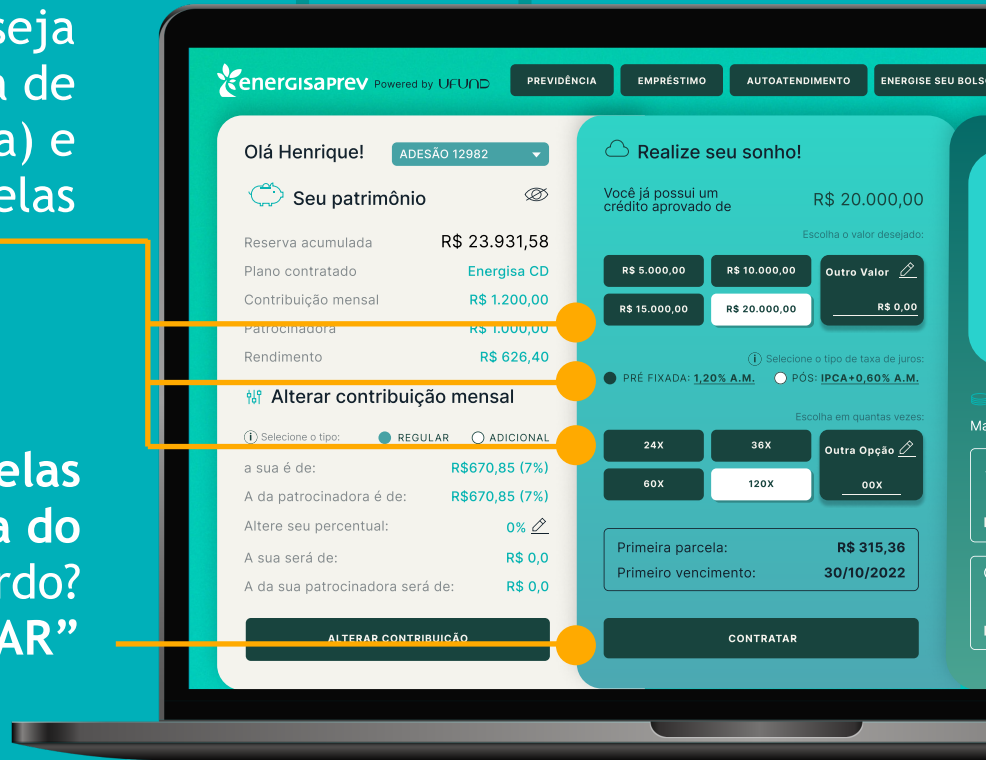 seja
a de
a) e
elas
elas
a do
rdo?
AR”
energisaprev Powered by UFUND
PREVIDÊNCIA
EMPRÉSTIMO
AUTOATENDIMENTO
ENERGISE SEU BOLS
Olá Henrique!
ADESÃO 12982
Seu patrimônio
Reserva acumulada R$ 23.931,58
Plano contratado Energisa CD
Contribuição mensal R$ 1.200,00
Patrocinadora R$ 1.000,00
Rendimento R$ 626,40
Alterar contribuição mensal
i Selecione o tipo: REGULAR ADICIONAL
a sua é de: R$670,85 (7%)
A da patrocinadora é de: R$670,85 (7%)
Altere seu percentual: 0%
A sua será de: R$ 0,0
A da sua patrocinadora será de: R$ 0,0
ALTERAR CONTRIBUIÇÃO
Realize seu sonho!
Você já possui um
crédito aprovado de
R$ 20.000,00
Escolha o valor desejado:
R$ 5.000,00 R$ 10.000,00 Outro Valor
R$ 15.000,00 R$ 20.000,00 R$ 0,00
i Selecione o tipo de taxa de juros:
PRÉ FIXADA: 1,20% A.M. PÓS: IPCA+0,60% A.M.
Escolha em quantas vezes:
24X 36X Outra Opção
60X 120X 00X
Primeira parcela: R$ 315,36
Primeiro vencimento: 30/10/2022
CONTRATAR
Ma